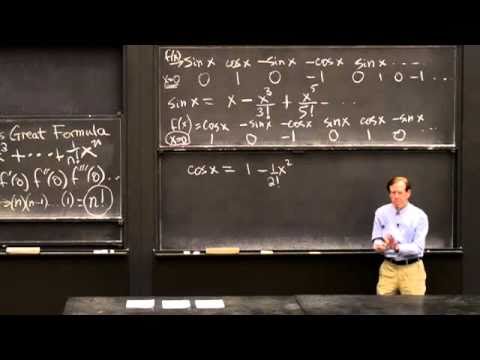 s Great Formula
+ ··· + 1/n! xⁿ
f'(0) f''(0) f'''(0) ···
→ (n)(n-1)··· (1) = n!
f(x) → sin x cos x -sin x -cos x sin x ·····
x=0 0 1 0 -1 0 1 0 -1 ···
sin x = x - x³/3! + x⁵/5! - ···
f(x) = cos x -sin x -cos x sin x cos x -sin x
x=0 1 0 -1 0 1 0
cos x = 1 - 1/2! x²